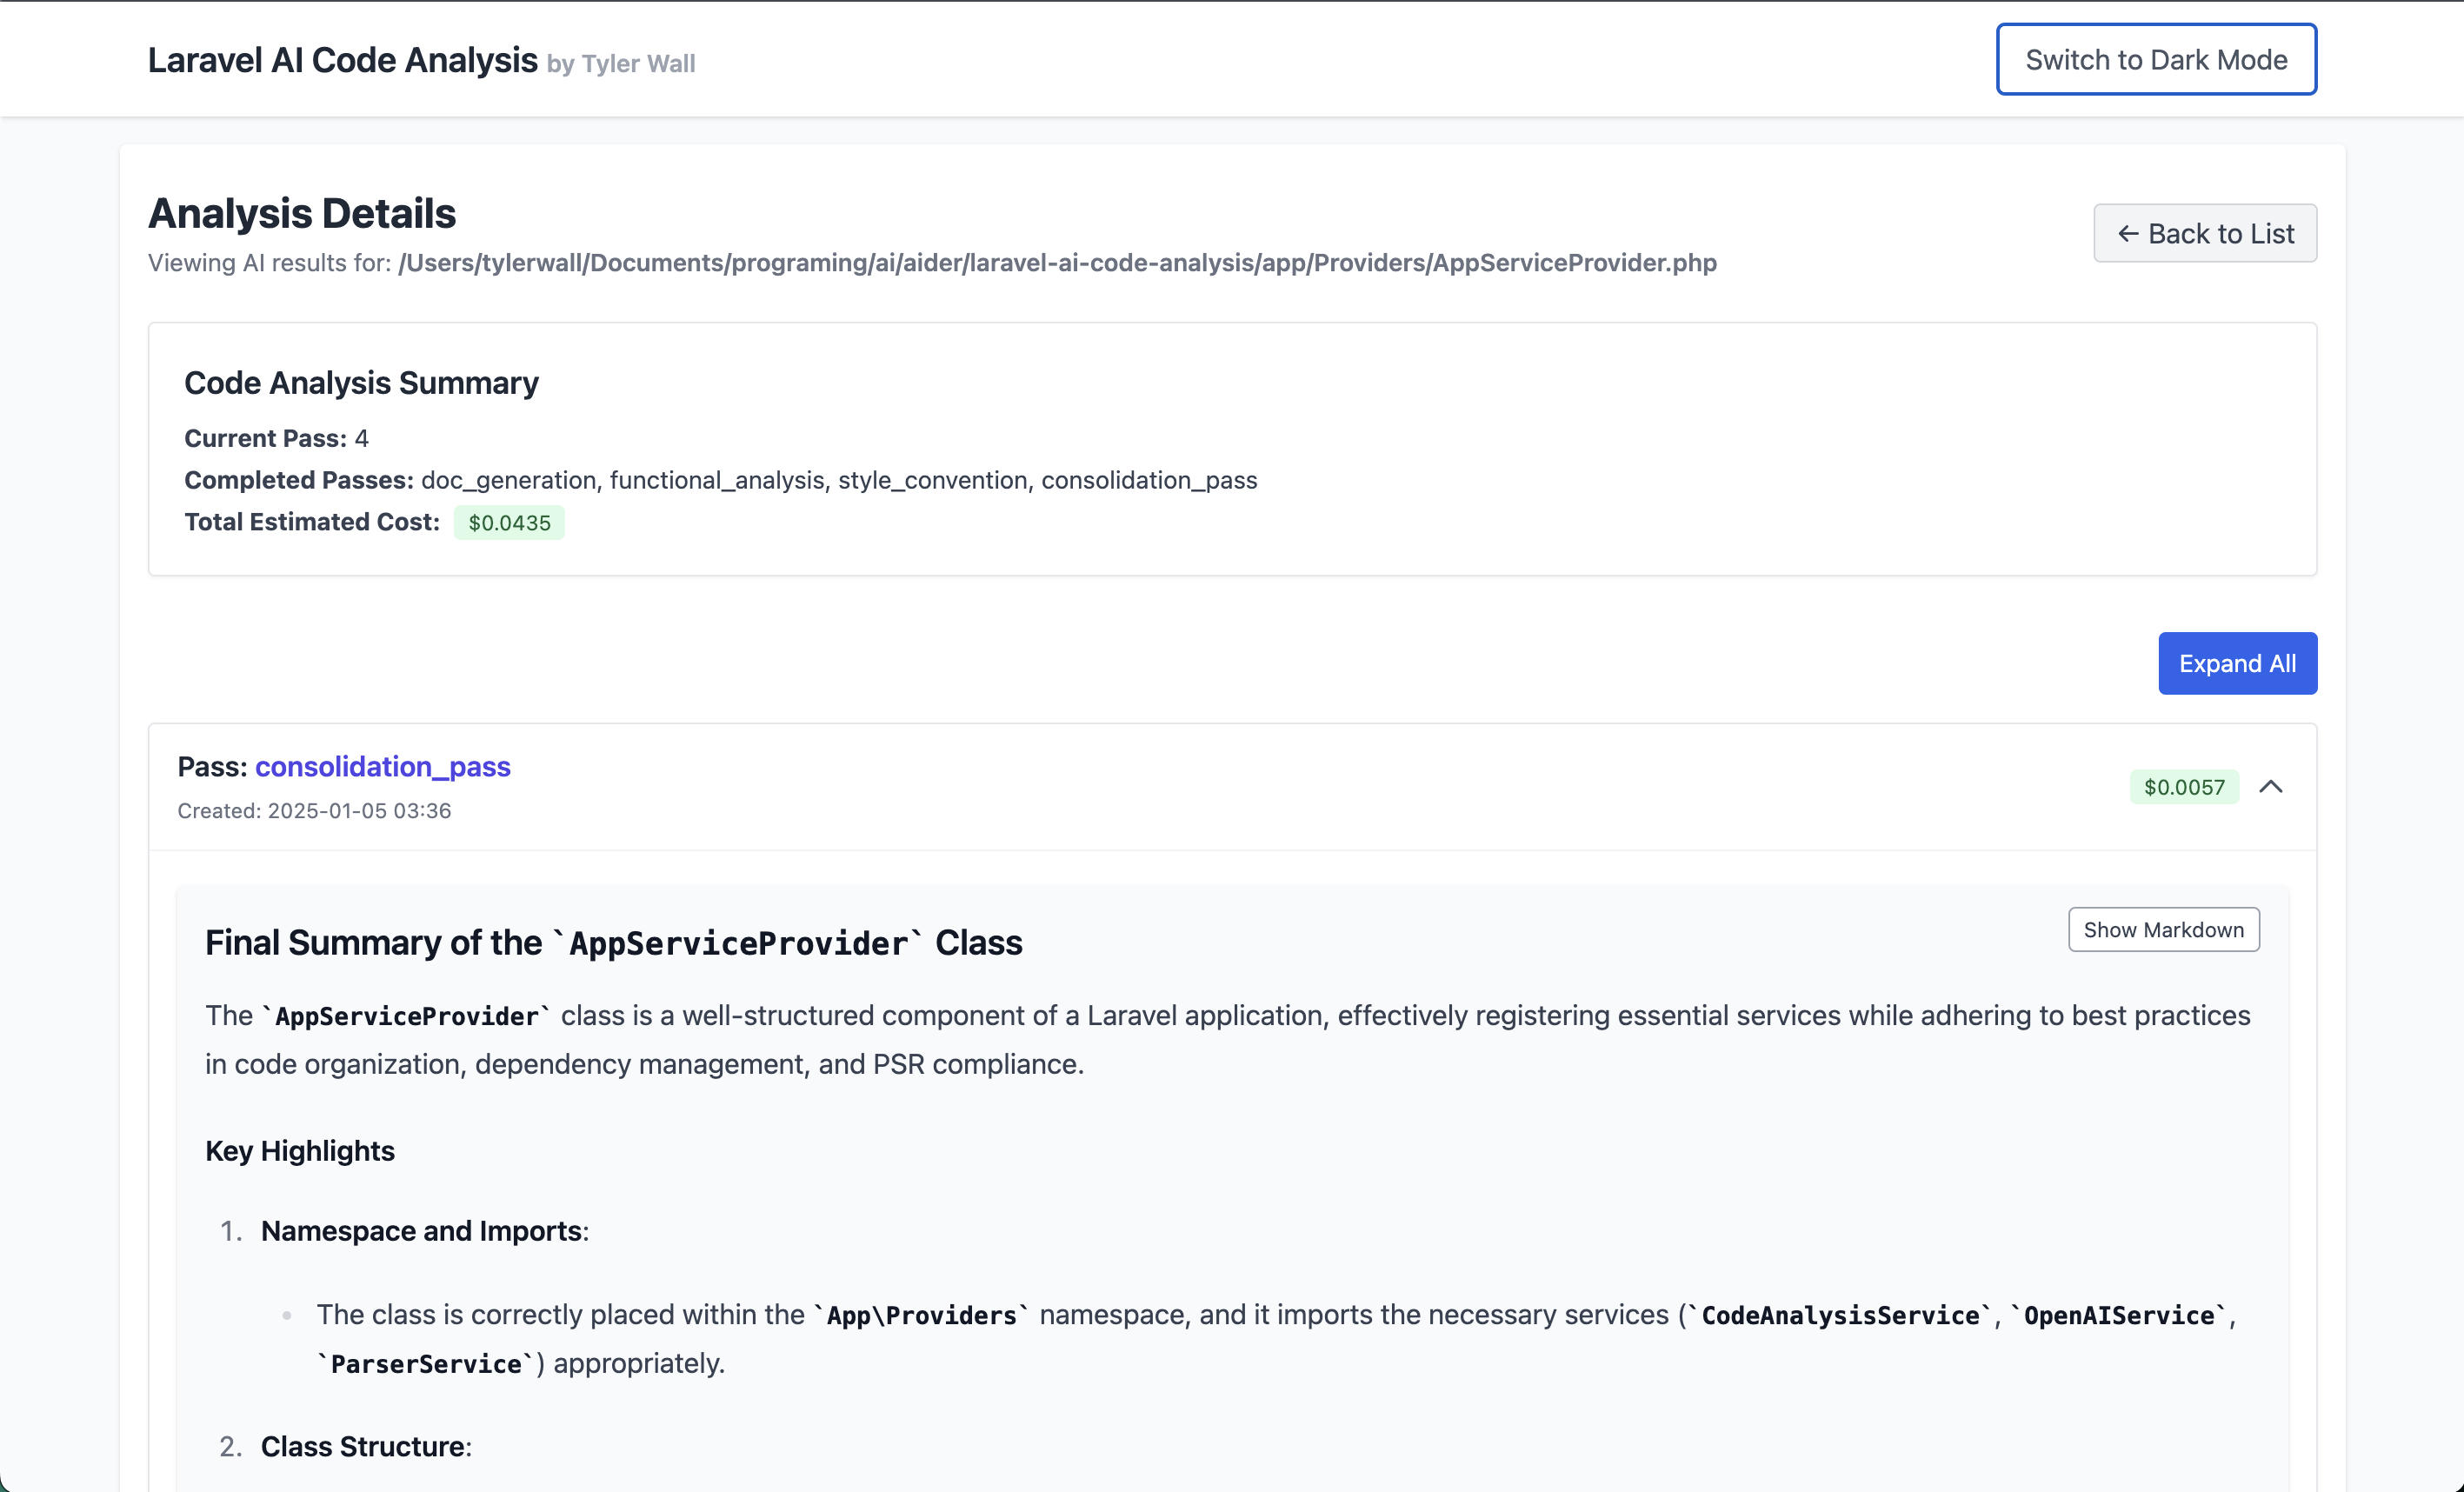 Laravel AI Code Analysis by Tyler Wall
Switch to Dark Mode
Analysis Details
← Back to List
Viewing AI results for: /Users/tylerwall/Documents/programing/ai/aider/laravel-ai-code-analysis/app/Providers/AppServiceProvider.php
Code Analysis Summary
Current Pass: 4
Completed Passes: doc_generation, functional_analysis, style_convention, consolidation_pass
Total Estimated Cost: $0.0435
Expand All
Pass: consolidation_pass
$0.0057
Created: 2025-01-05 03:36
Show Markdown
Final Summary of the `AppServiceProvider` Class
The `AppServiceProvider` class is a well-structured component of a Laravel application, effectively registering essential services while adhering to best practices
in code organization, dependency management, and PSR compliance.
Key Highlights
1. Namespace and Imports:
• The class is correctly placed within the `App\Providers` namespace, and it imports the necessary services (`CodeAnalysisService`, `OpenAIService`,
`ParserService`) appropriately.
2. Class Structure: